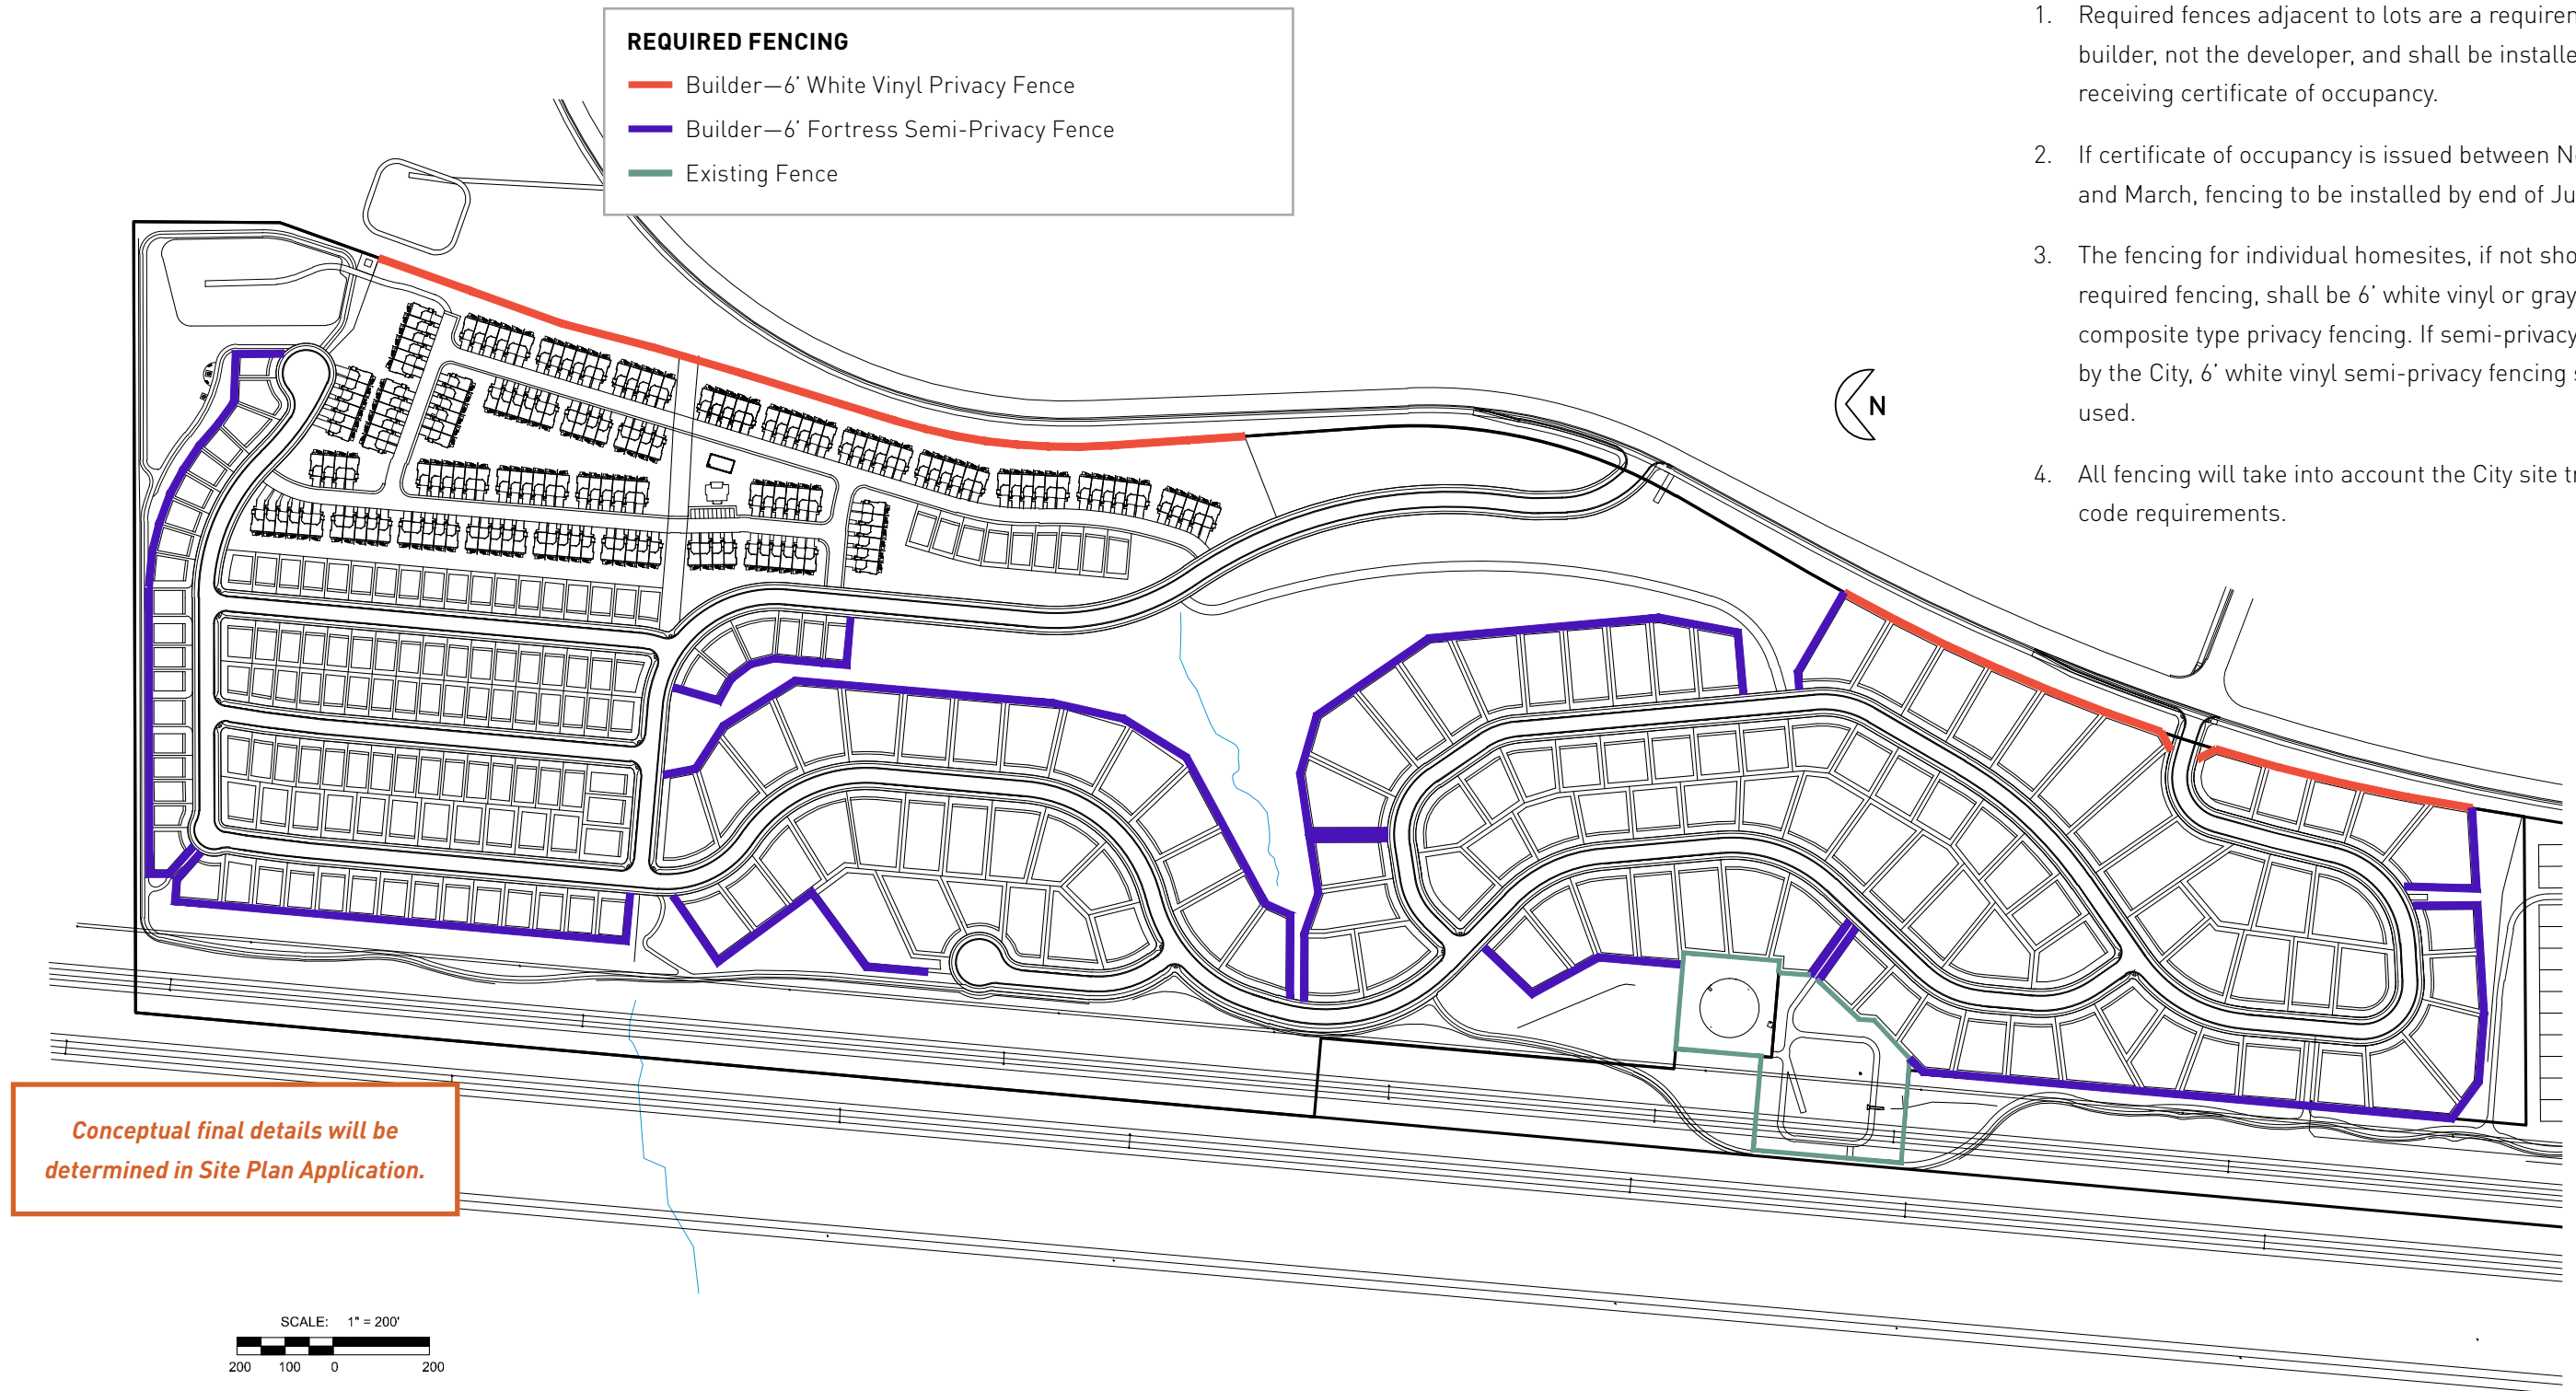 REQUIRED FENCING
Builder—6’ White Vinyl Privacy Fence
Builder—6’ Fortress Semi-Privacy Fence
Existing Fence
1. Required fences adjacent to lots are a
builder, not the developer, and shall be
receiving certificate of occupancy.
2. If certificate of occupancy is issued between
and March, fencing to be installed by end of
3. The fencing for individual homesites, if not
required fencing, shall be 6’ white vinyl or gray
composite type privacy fencing. If semi-privacy
by the City, 6’ white vinyl semi-privacy fencing
used.
4. All fencing will take into account the City site
code requirements.
N
Conceptual final details will be
determined in Site Plan Application.
SCALE: 1" = 200'
200 100 0 200